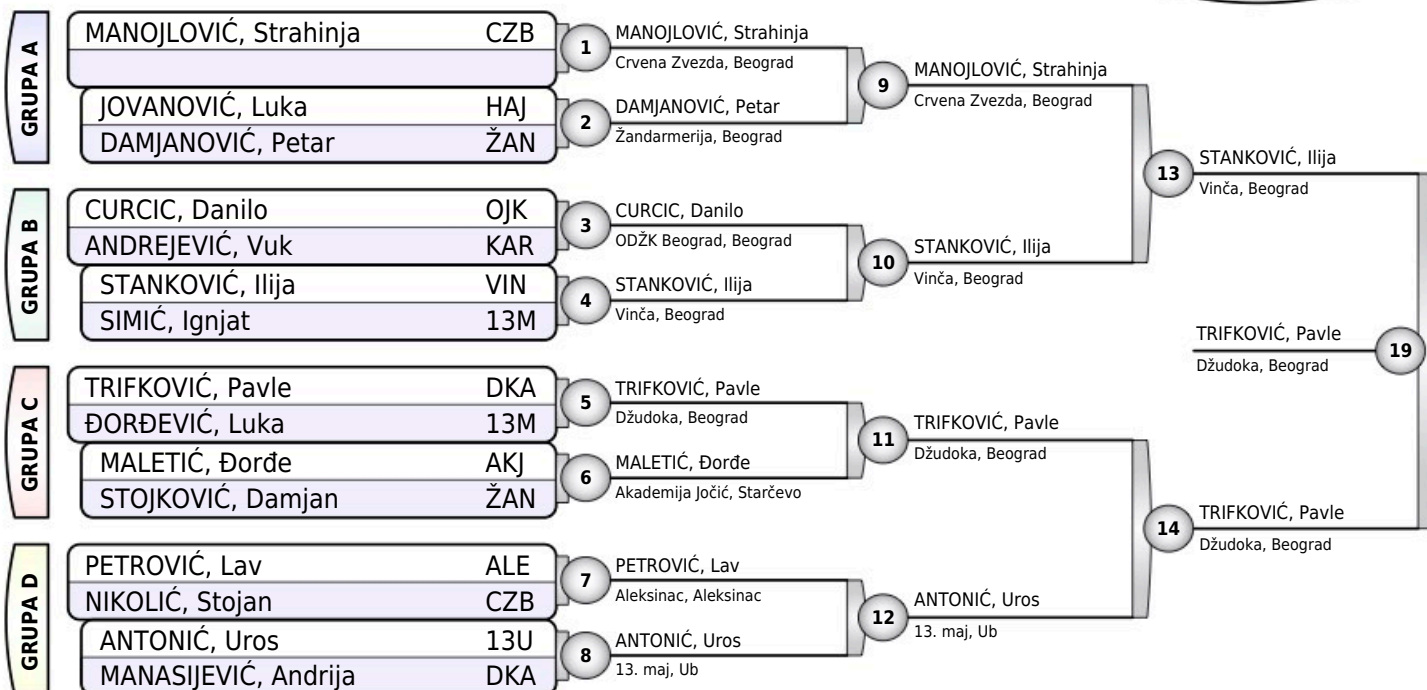 GRUPA A
MANOJLOVIĆ, Strahinja CZB
JOVANOVIĆ, Luka HAJ
DAMJANOVIĆ, Petar ŽAN
GRUPA B
CURCIC, Danilo OJK
ANDREJEVIĆ, Vuk KAR
STANKOVIĆ, Ilija VIN
SIMIĆ, Ignjat 13M
GRUPA C
TRIFKOVIĆ, Pavle DKA
ĐORĐEVIĆ, Luka 13M
MALETIĆ, Đorđe AKJ
STOJKOVIĆ, Damjan ŽAN
GRUPA D
PETROVIĆ, Lav ALE
NIKOLIĆ, Stojan CZB
ANTONIĆ, Uros 13U
MANASIJEVIĆ, Andrija DKA
1
MANOJLOVIĆ, Strahinja
Crvena Zvezda, Beograd
2
DAMJANOVIĆ, Petar
Žandarmerija, Beograd
3
CURCIC, Danilo
ODŽK Beograd, Beograd
4
STANKOVIĆ, Ilija
Vinča, Beograd
5
TRIFKOVIĆ, Pavle
Džudoka, Beograd
6
MALETIĆ, Đorđe
Akademija Jočić, Starčevo
7
PETROVIĆ, Lav
Aleksinac, Aleksinac
8
ANTONIĆ, Uros
13. maj, Ub
9
MANOJLOVIĆ, Strahinja
Crvena Zvezda, Beograd
10
STANKOVIĆ, Ilija
Vinča, Beograd
11
TRIFKOVIĆ, Pavle
Džudoka, Beograd
12
ANTONIĆ, Uros
13. maj, Ub
13
STANKOVIĆ, Ilija
Vinča, Beograd
14
TRIFKOVIĆ, Pavle
Džudoka, Beograd
TRIFKOVIĆ, Pavle
Džudoka, Beograd
19